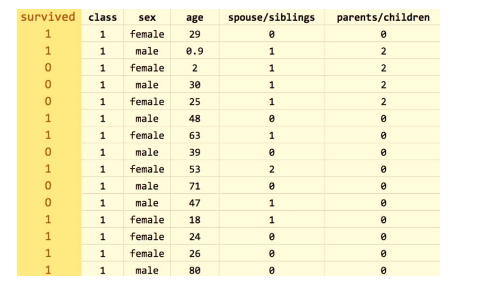 survived class sex age spouse/siblings parents/children
1 1 female 29 0 0
1 1 male 0.9 1 2
0 1 female 2 1 2
0 1 male 30 1 2
0 1 female 25 1 2
1 1 male 48 0 0
1 1 female 63 1 0
0 1 male 39 0 0
1 1 female 53 2 0
0 1 male 71 0 0
0 1 male 47 1 0
1 1 female 18 1 0
1 1 female 24 0 0
1 1 female 26 0 0
1 1 male 80 0 0